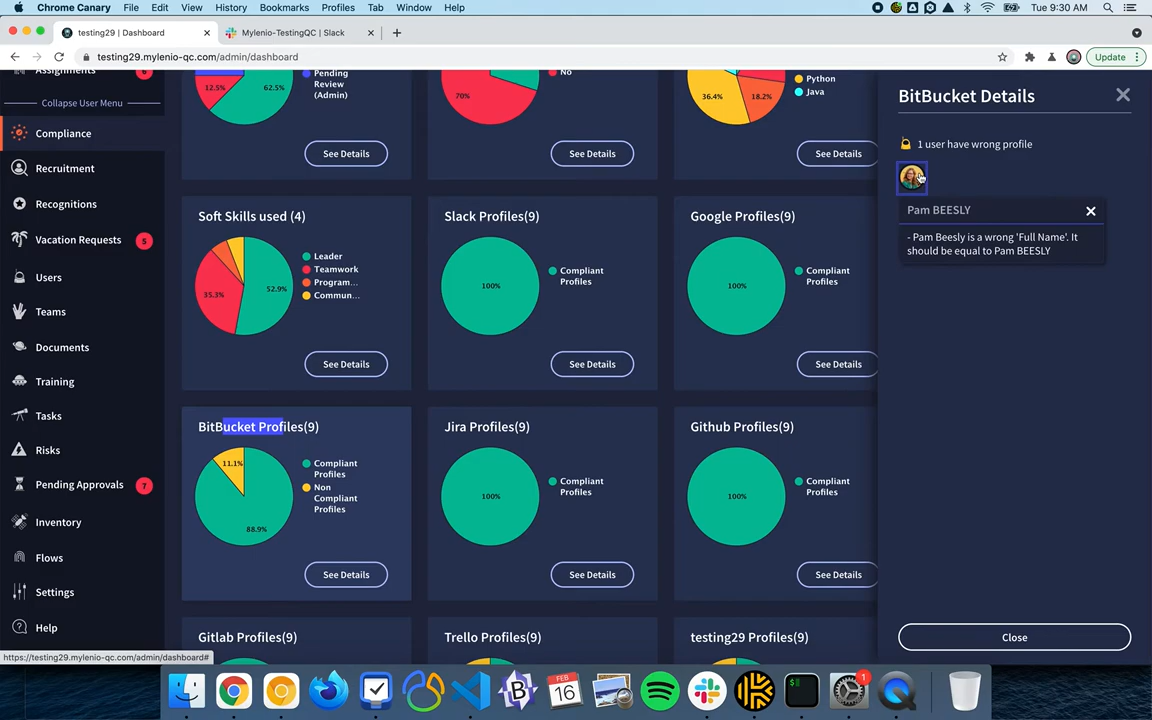 Chrome Canary File Edit View History Bookmarks Profiles Tab Window Help Tue 9:30 AM
testing29 | Dashboard
Mylenio-TestingQC | Slack
testing29.mylenio-qc.com/admin/dashboard
Update
Assignments
Collapse User Menu
Compliance
Recruitment
Recognitions
Vacation Requests 5
Users
Teams
Documents
Training
Tasks
Risks
Pending Approvals 7
Inventory
Flows
Settings
Help
https://testing29.mylenio-qc.com/admin/dashboard#
12.5%
62.5%
Pending
Review
(Admin)
See Details
70%
No
See Details
36.4%
18.2%
Python
Java
See Details
Soft Skills used (4)
35.3%
52.9%
Leader
Teamwork
Program...
Commun...
See Details
Slack Profiles(9)
100%
Compliant
Profiles
See Details
Google Profiles(9)
100%
Compliant
Profiles
See Details
BitBucket Profiles(9)
11.1%
88.9%
Compliant
Profiles
Non
Compliant
Profiles
See Details
Jira Profiles(9)
100%
Compliant
Profiles
See Details
Github Profiles(9)
100%
Compliant
Profiles
See Details
Gitlab Profiles(9)
Trello Profiles(9)
testing29 Profiles(9)
BitBucket Details
1 user have wrong profile
Pam BEESLY
- Pam Beesly is a wrong 'Full Name'. It
should be equal to Pam BEESLY
Close
FEB
16
1